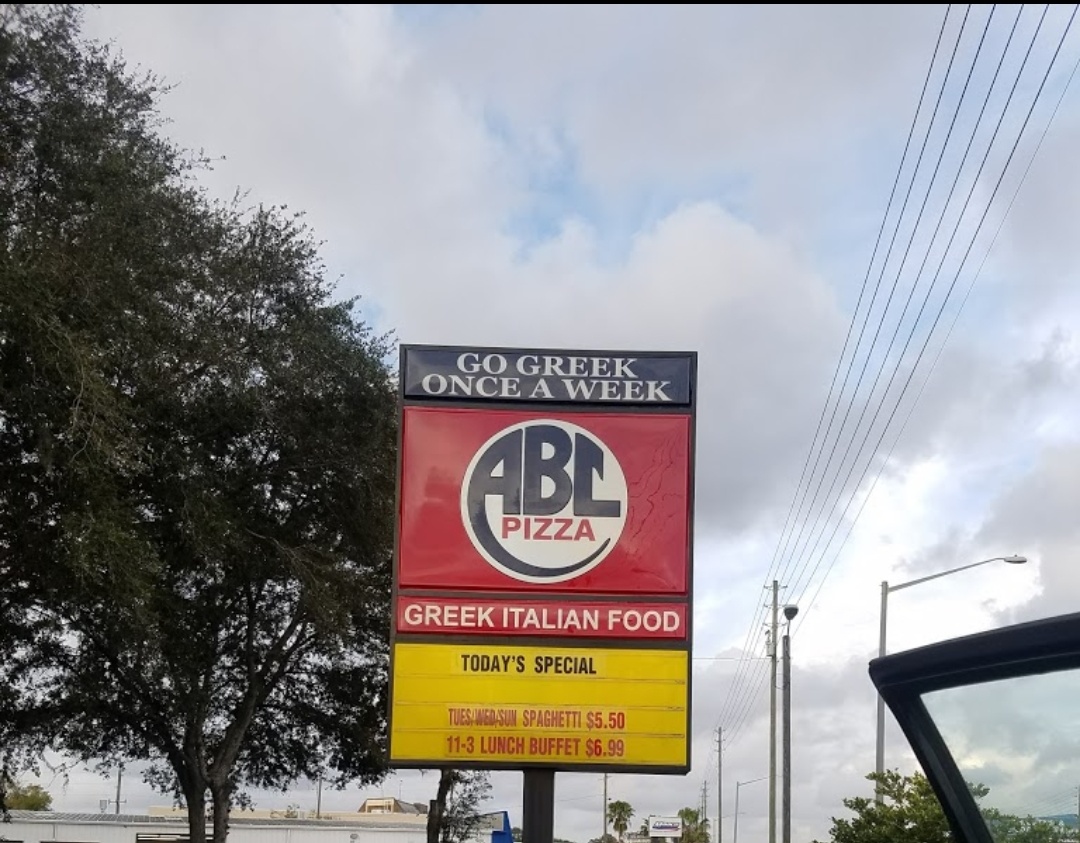 GO GREEK
ONCE A WEEK
ABC
PIZZA
GREEK ITALIAN FOOD
TODAY'S SPECIAL
TUES/WED/SUN SPAGHETTI $5.50
11-3 LUNCH BUFFET $6.99